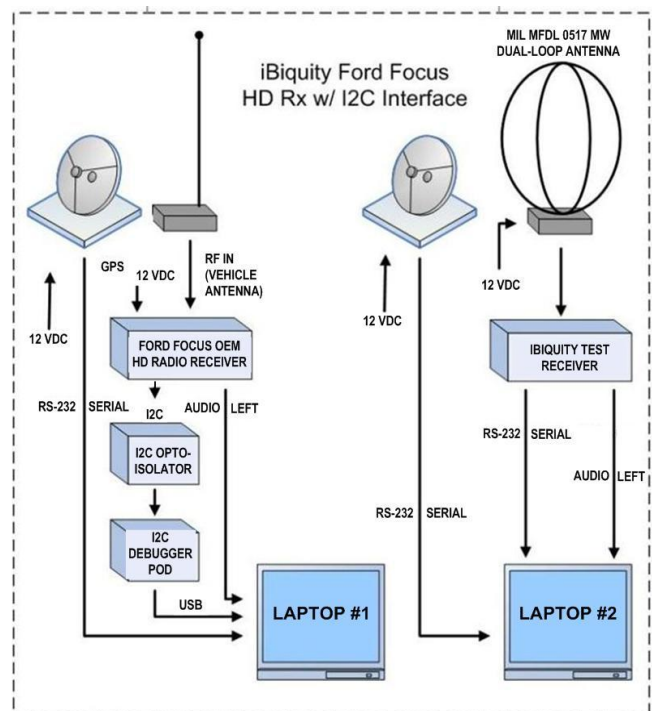 MIL MFDL 0517 MW
DUAL-LOOP ANTENNA
iBiquity Ford Focus
HD Rx w/ I2C Interface
GPS
12 VDC
RF IN
(VEHICLE
ANTENNA)
12 VDC
12 VDC
12 VDC
FORD FOCUS OEM
HD RADIO RECEIVER
IBIQUITY TEST
RECEIVER
RS-232 SERIAL
I2C
AUDIO LEFT
I2C OPTO-
ISOLATOR
RS-232 SERIAL
AUDIO LEFT
RS-232 SERIAL
I2C
DEBUGGER
POD
USB
LAPTOP #1
LAPTOP #2